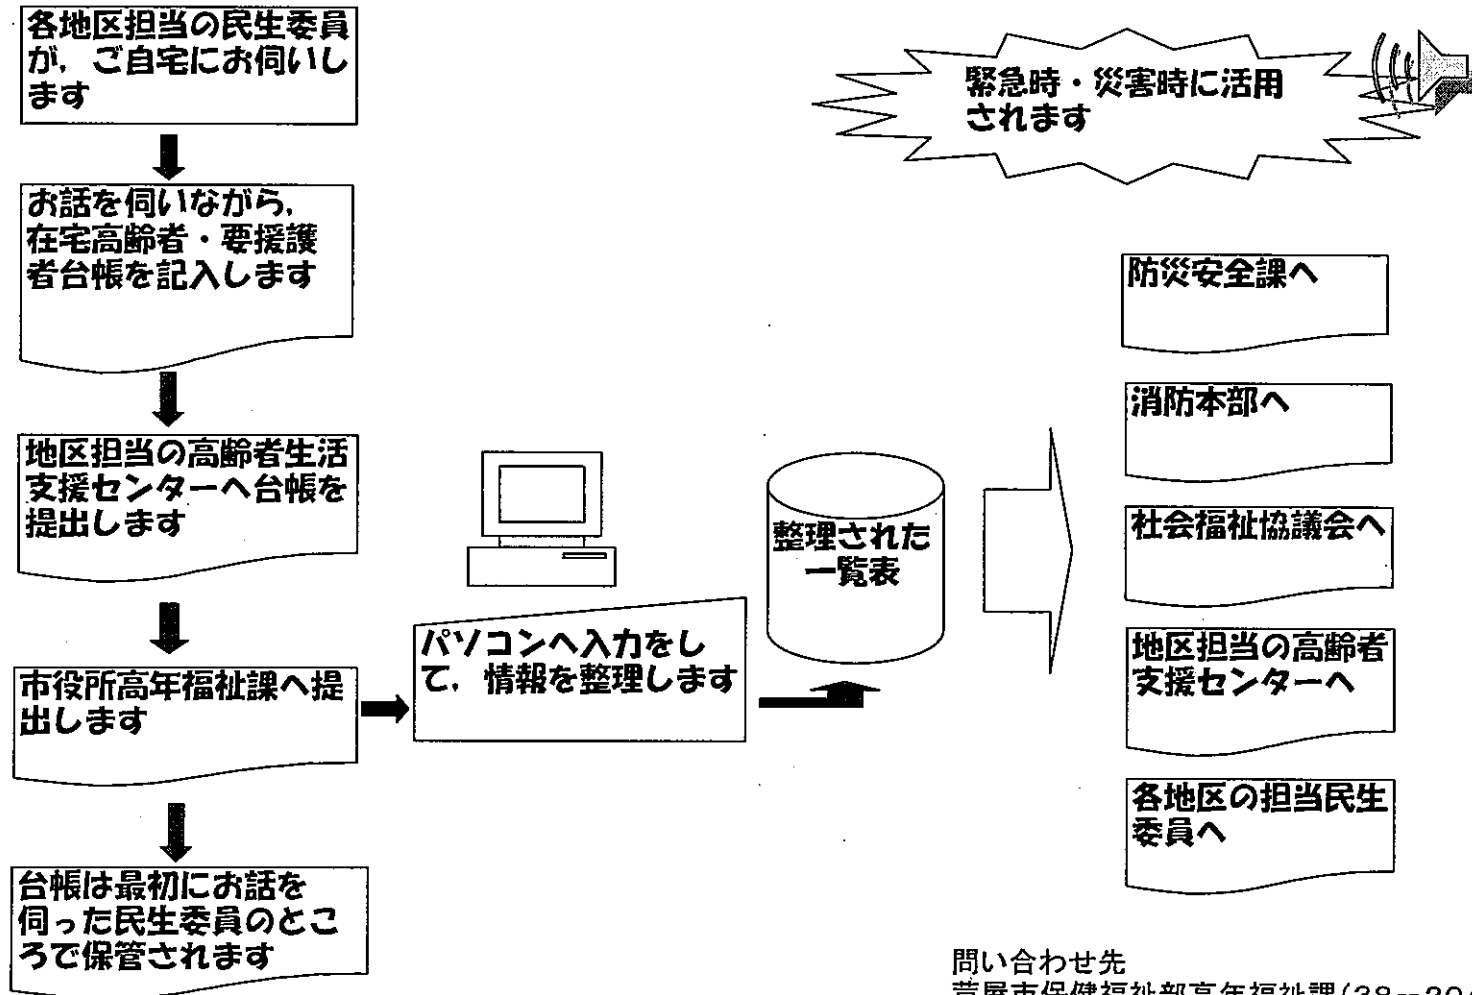 各地区担当の民生委員
が，ご自宅にお伺いし
ます
お話を伺いながら，
在宅高齢者・要援護
者台帳を記入します
地区担当の高齢者生活
支援センターへ台帳を
提出します
市役所高年福祉課へ提
出します
台帳は最初にお話を
伺った民生委員のとこ
ろで保管されます
パソコンへ入力をし
て，情報を整理します
整理された
一覧表
緊急時・災害時に活用
されます
防災安全課へ
消防本部へ
社会福祉協議会へ
地区担当の高齢者
支援センターへ
各地区の担当民生
委員へ
問い合わせ先